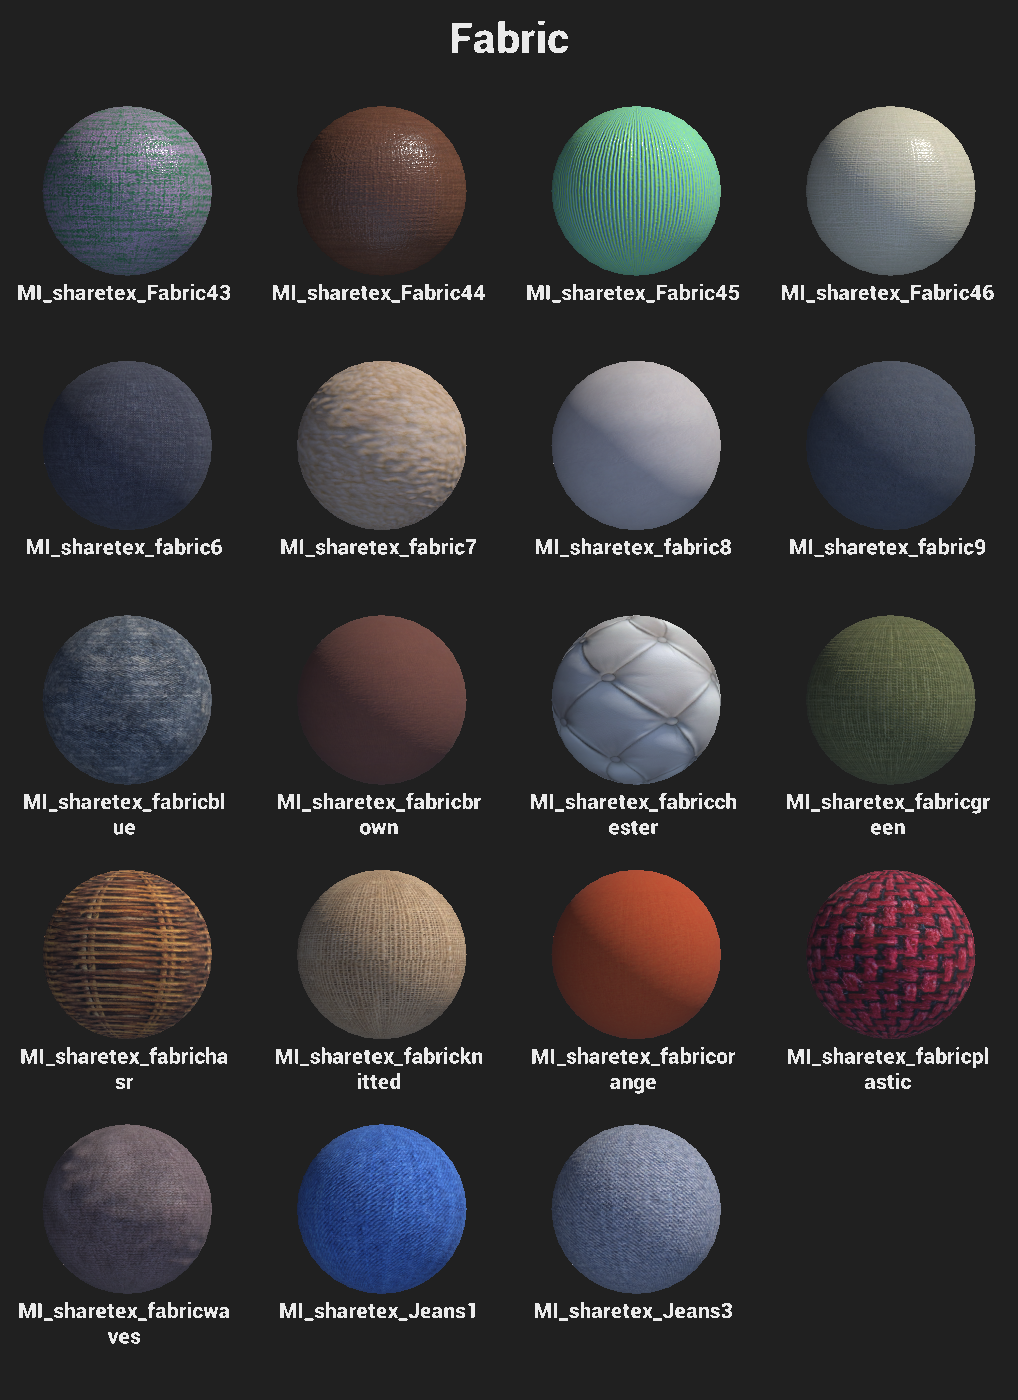 Fabric
MI_sharetex_Fabric43
MI_sharetex_Fabric44
MI_sharetex_Fabric45
MI_sharetex_Fabric46
MI_sharetex_fabric6
MI_sharetex_fabric7
MI_sharetex_fabric8
MI_sharetex_fabric9
MI_sharetex_fabricbl
ue
MI_sharetex_fabricbr
own
MI_sharetex_fabricch
ester
MI_sharetex_fabricgr
een
MI_sharetex_fabricha
sr
MI_sharetex_fabrickn
itted
MI_sharetex_fabricor
ange
MI_sharetex_fabricpl
astic
MI_sharetex_fabricwa
ves
MI_sharetex_Jeans1
MI_sharetex_Jeans3